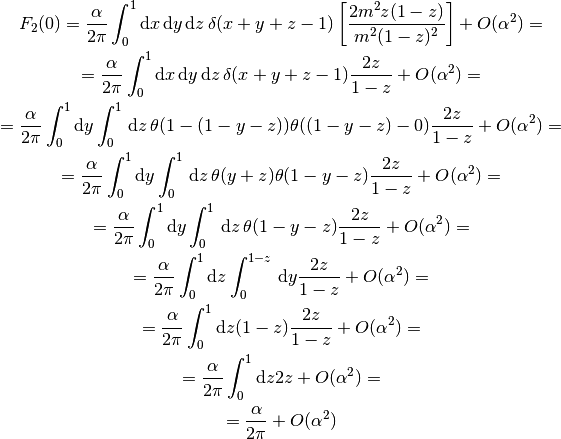 $F_2(0) = \frac{\alpha}{2\pi} \int_0^1 \mathrm{d}x\,\mathrm{d}y\,\mathrm{d}z\,\delta(x+y+z-1) \left[ \frac{2m^2z(1-z)}{m^2(1-z)^2} \right] + O(\alpha^2) =$
$= \frac{\alpha}{2\pi} \int_0^1 \mathrm{d}x\,\mathrm{d}y\,\mathrm{d}z\,\delta(x+y+z-1) \frac{2z}{1-z} + O(\alpha^2) =$
$= \frac{\alpha}{2\pi} \int_0^1 \mathrm{d}y \int_0^1 \mathrm{d}z\,\theta(1-(1-y-z))\theta((1-y-z)-0) \frac{2z}{1-z} + O(\alpha^2) =$
$= \frac{\alpha}{2\pi} \int_0^1 \mathrm{d}y \int_0^1 \mathrm{d}z\,\theta(y+z)\theta(1-y-z) \frac{2z}{1-z} + O(\alpha^2) =$
$= \frac{\alpha}{2\pi} \int_0^1 \mathrm{d}y \int_0^1 \mathrm{d}z\,\theta(1-y-z) \frac{2z}{1-z} + O(\alpha^2) =$
$= \frac{\alpha}{2\pi} \int_0^1 \mathrm{d}z \int_0^{1-z} \mathrm{d}y \frac{2z}{1-z} + O(\alpha^2) =$
$= \frac{\alpha}{2\pi} \int_0^1 \mathrm{d}z(1-z) \frac{2z}{1-z} + O(\alpha^2) =$
$= \frac{\alpha}{2\pi} \int_0^1 \mathrm{d}z 2z + O(\alpha^2) =$
$= \frac{\alpha}{2\pi} + O(\alpha^2)$